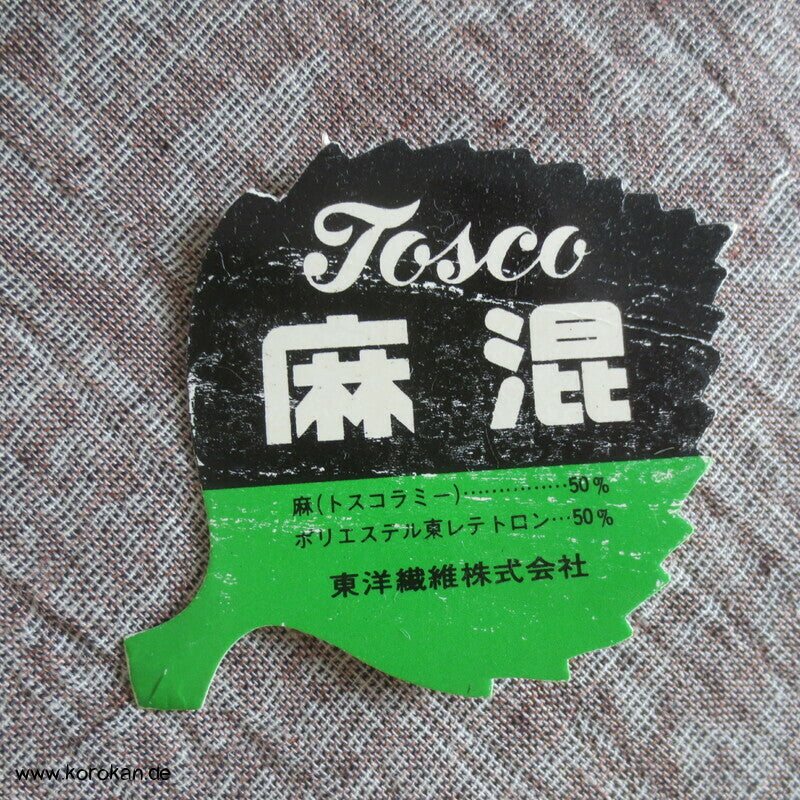 Tosco
麻混
麻(トスコラミー)……………50%
ポリエステル東レテトロン…50%
東洋繊維株式会社
www.korokan.de